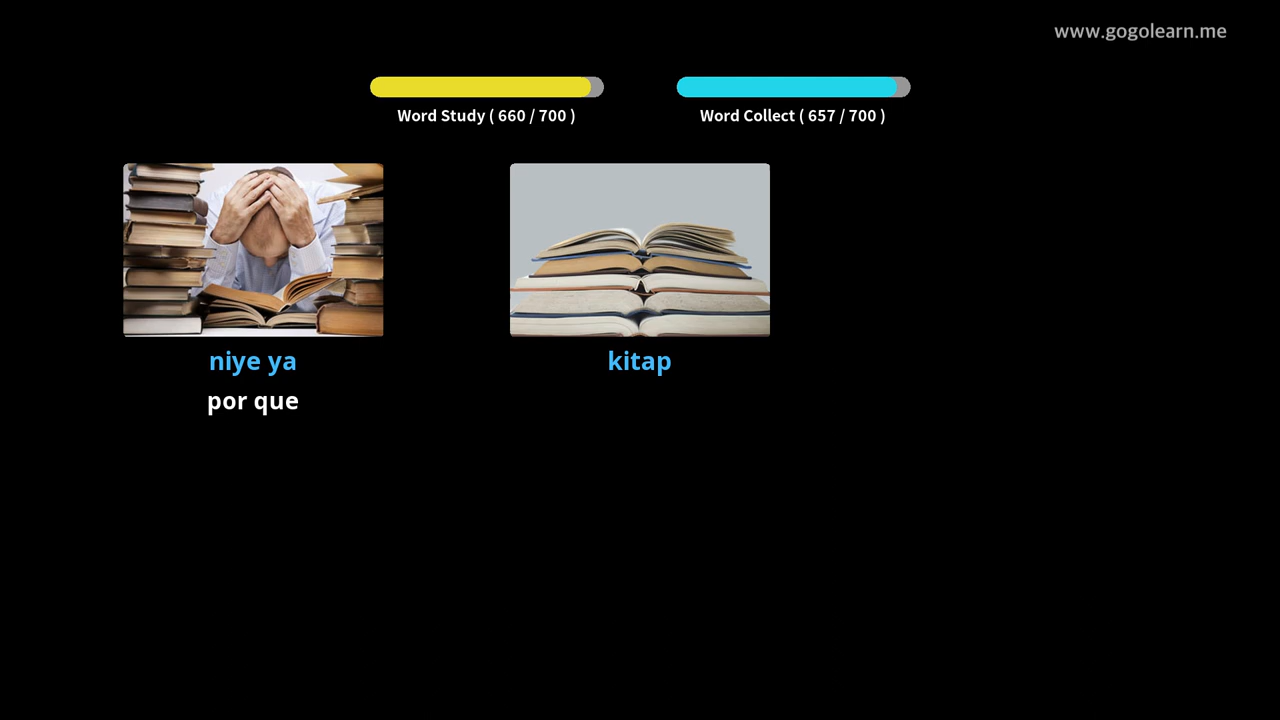 www.gogolearn.me
Word Study ( 660 / 700 )
Word Collect ( 657 / 700 )
niye ya
por que
kitap